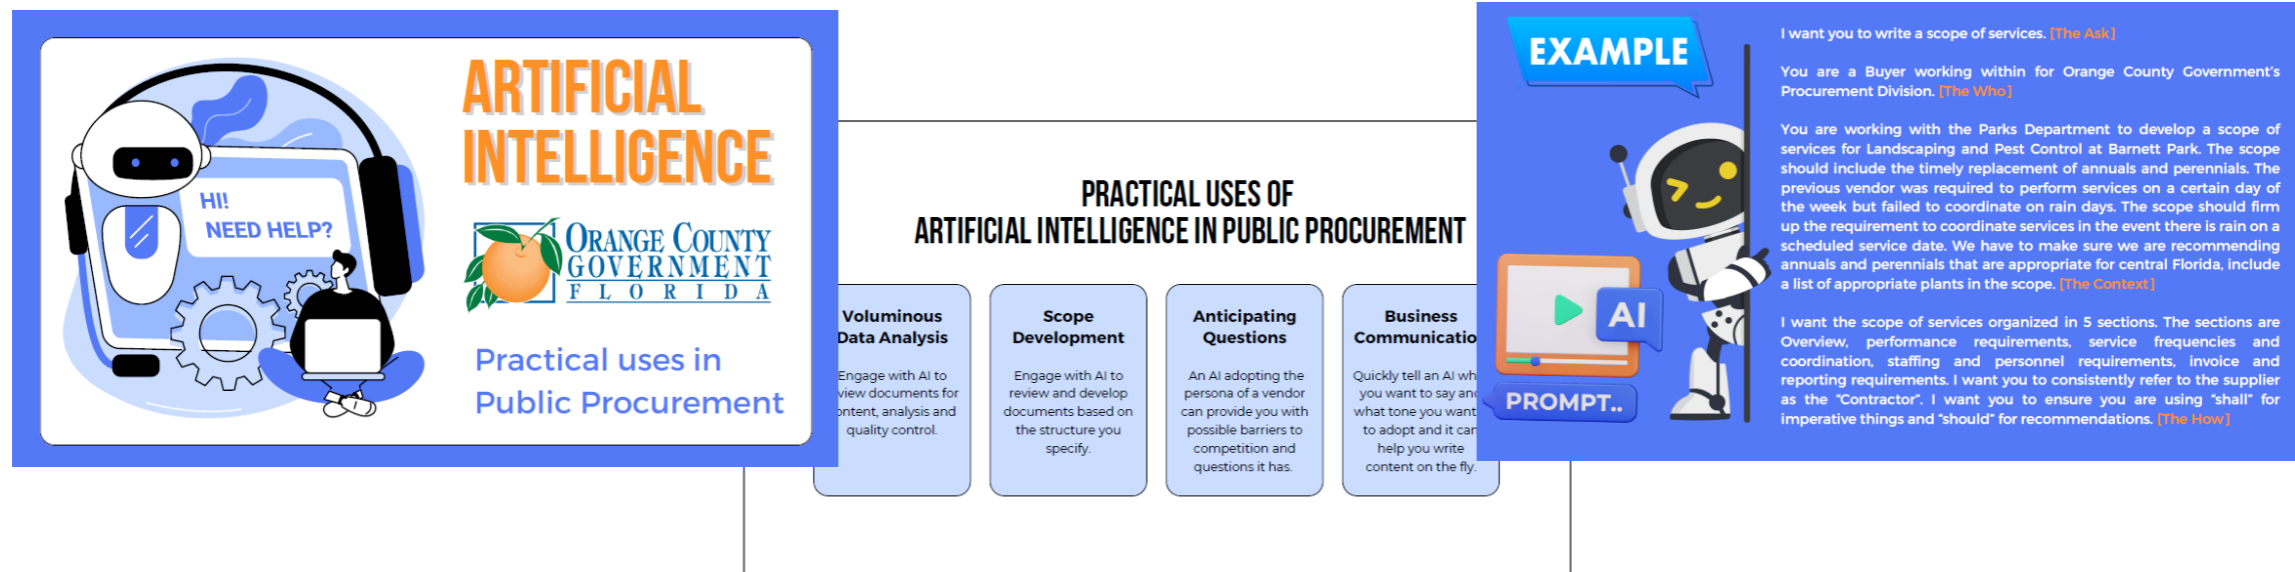 HI!
NEED HELP?
ARTIFICIAL
INTELLIGENCE
ORANGE COUNTY
GOVERNMENT
FLORIDA
Practical uses in
Public Procurement
PRACTICAL USES OF
ARTIFICIAL INTELLIGENCE IN PUBLIC PROCUREMENT
Voluminous
Data Analysis
Engage with AI to
documents for
analysis and
quality control.
Scope
Development
Engage with AI to
review and develop
documents based on
the structure you
specify.
Anticipating
Questions
An AI adopting the
persona of a vendor
can provide you with
possible barriers to
competition and
questions it has.
Business
Quickly tell an AI
you want to say
what tone you want
to adopt and it can
help you write
content on the fly.
EXAMPLE
AI
PROMPT..
I want you to write a scope of services. [The Ask]
You are a Buyer working within for Orange County Government's
Procurement Division. [The Who]
You are working with the Parks Department to develop a scope of
services for Landscaping and Pest Control at Barnett Park. The scope
should include the timely replacement of annuals and perennials. The
previous vendor was required to perform services on a certain day of
the week but failed to coordinate on rain days. The scope should firm
up the requirement to coordinate services in the event there is rain on a
scheduled service date. We have to make sure we are recommending
annuals and perennials that are appropriate for central Florida, include
a list of appropriate plants in the scope. [The Context]
I want the scope of services organized in 5 sections. The sections are
Overview, performance requirements, service frequencies and
coordination, staffing and personnel requirements, invoice and
reporting requirements. I want you to consistently refer to the supplier
as the “Contractor”. I want you to ensure you are using “shall” for
imperative things and “should” for recommendations. [The How]